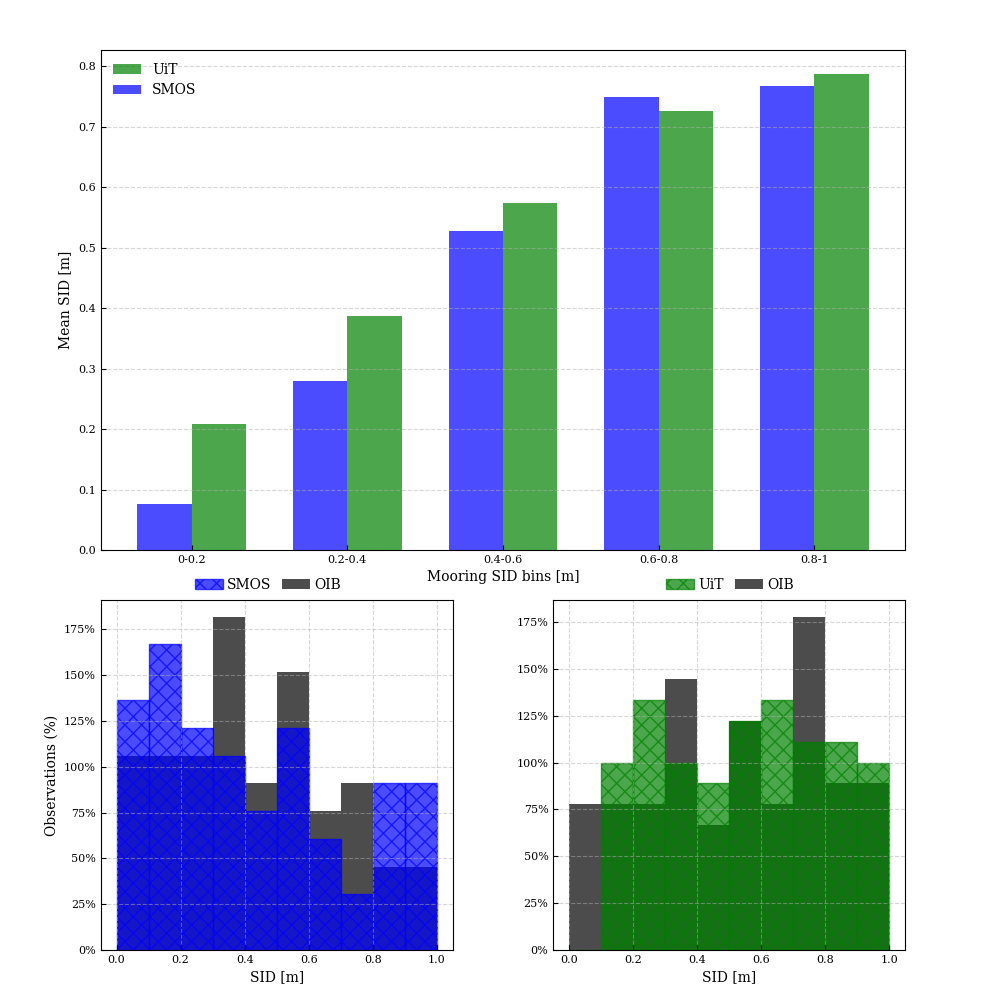 0.8
0.7
0.6
0.5
0.4
0.3
0.2
0.1
0.0
Mean SID [m]
UiT
SMOS
0-0.2 0.2-0.4 0.4-0.6 0.6-0.8 0.8-1
Mooring SID bins [m]
SMOS OIB
175%
150%
125%
100%
75%
50%
25%
0%
Observations (%)
0.0 0.2 0.4 0.6 0.8 1.0
SID [m]
UiT OIB
175%
150%
125%
100%
75%
50%
25%
0%
0.0 0.2 0.4 0.6 0.8 1.0
SID [m]